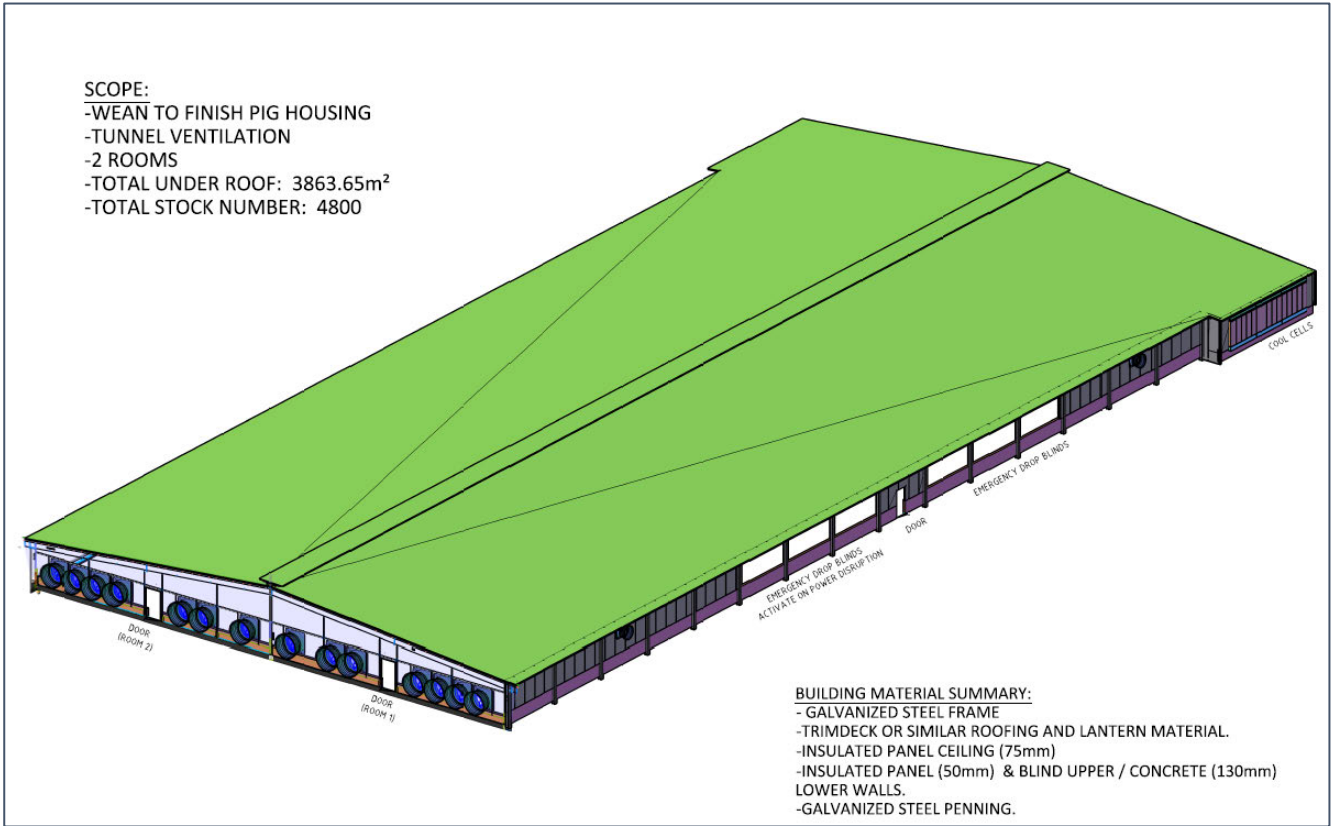 SCOPE:
-WEAN TO FINISH PIG HOUSING
-TUNNEL VENTILATION
-2 ROOMS
-TOTAL UNDER ROOF: 3863.65m²
-TOTAL STOCK NUMBER: 4800
COOL CELLS
EMERGENCY DROP BLINDS
DOOR
EMERGENCY DROP BLINDS
ACTIVATE ON POWER DISRUPTION
DOOR
(ROOM 2)
DOOR
(ROOM 1)
BUILDING MATERIAL SUMMARY:
- GALVANIZED STEEL FRAME
-TRIMDECK OR SIMILAR ROOFING AND LANTERN MATERIAL.
-INSULATED PANEL CEILING (75mm)
-INSULATED PANEL (50mm) & BLIND UPPER / CONCRETE (130mm)
LOWER WALLS.
-GALVANIZED STEEL PENNING.